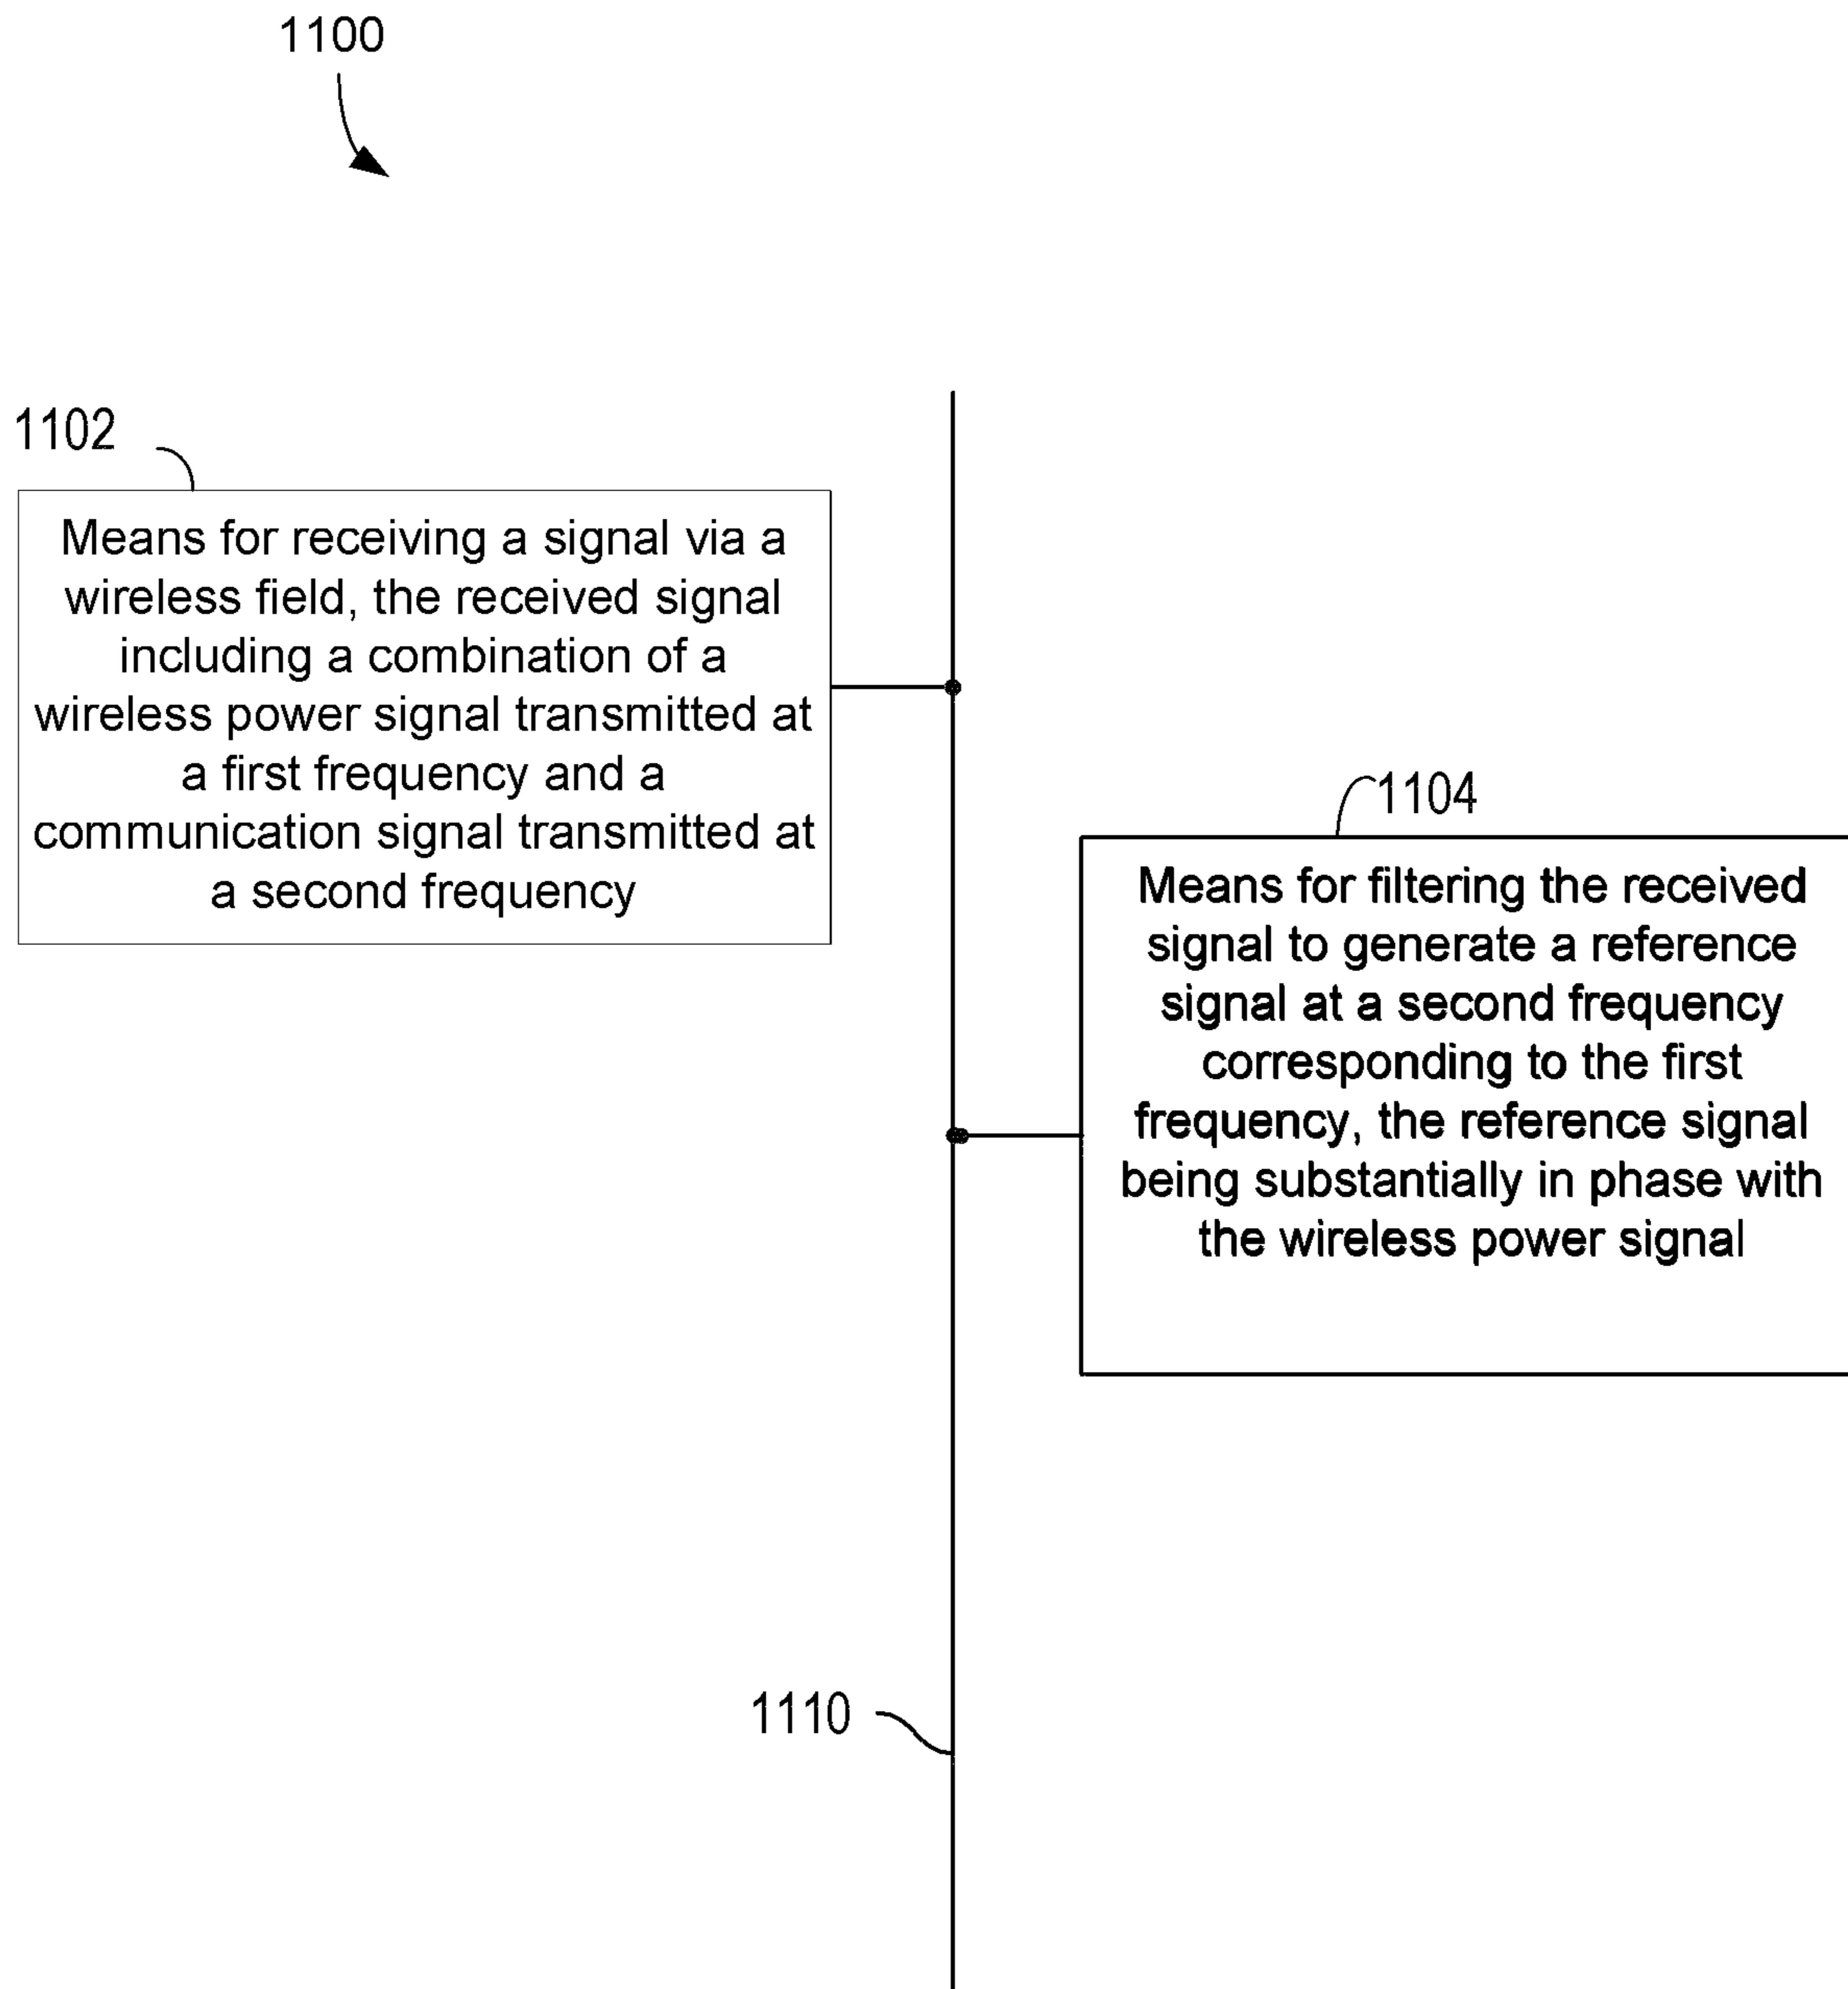 1100
1102
Means for receiving a signal via a
wireless field, the received signal
including a combination of a
wireless power signal transmitted at
a first frequency and a
communication signal transmitted at
a second frequency
1104
Means for filtering the received
signal to generate a reference
signal at a second frequency
corresponding to the first
frequency, the reference signal
being substantially in phase with
the wireless power signal
1110